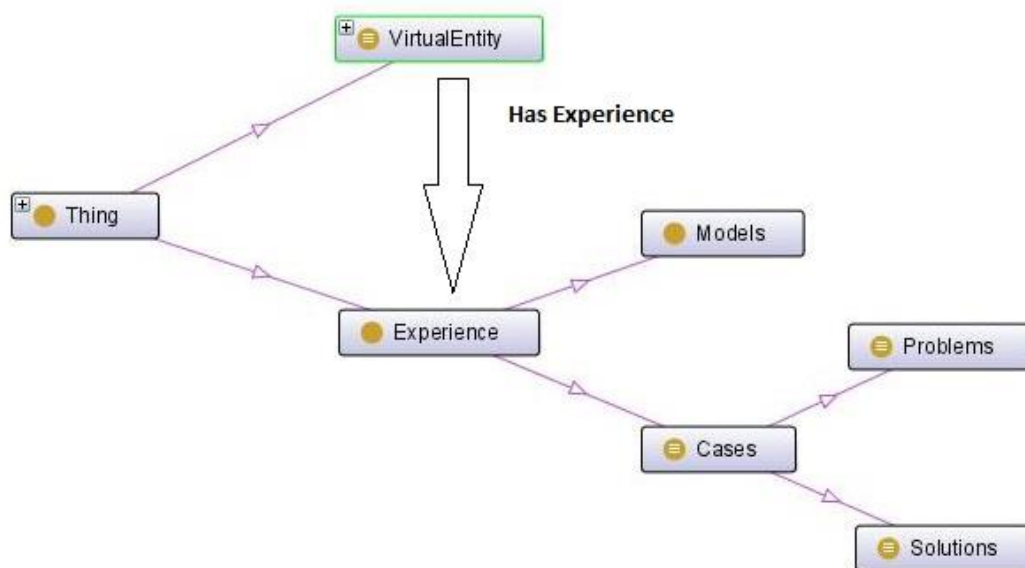 VirtualEntity
Has Experience
Thing
Models
Experience
Problems
Cases
Solutions